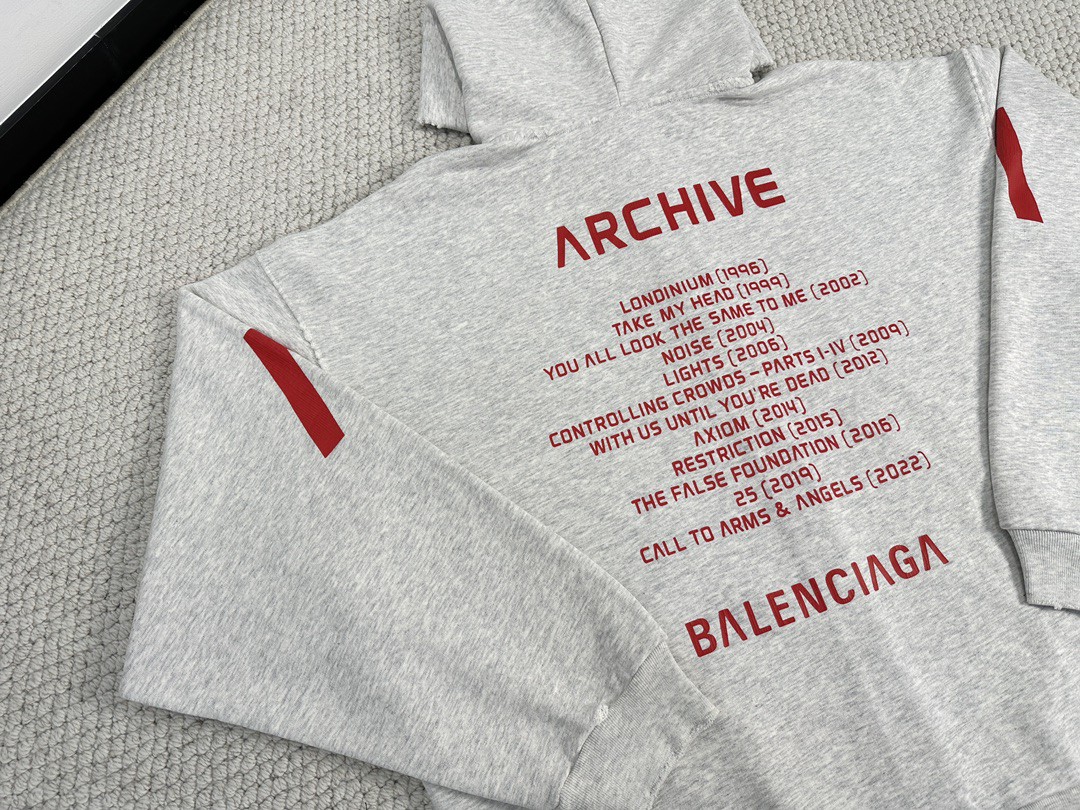 ARCHIVE
LONDINIUM (1996)
TAKE MY HEAD (1999)
YOU ALL LOOK THE SAME TO ME (2002)
NOISE (2004)
LIGHTS (2006)
CONTROLLING CROWDS – PARTS I-IV (2009)
WITH US UNTIL YOU'RE DEAD (2012)
AXIOM (2014)
RESTRICTION (2015)
THE FALSE FOUNDATION (2016)
25 (2019)
CALL TO ARMS & ANGELS (2022)
BALENCIAGA